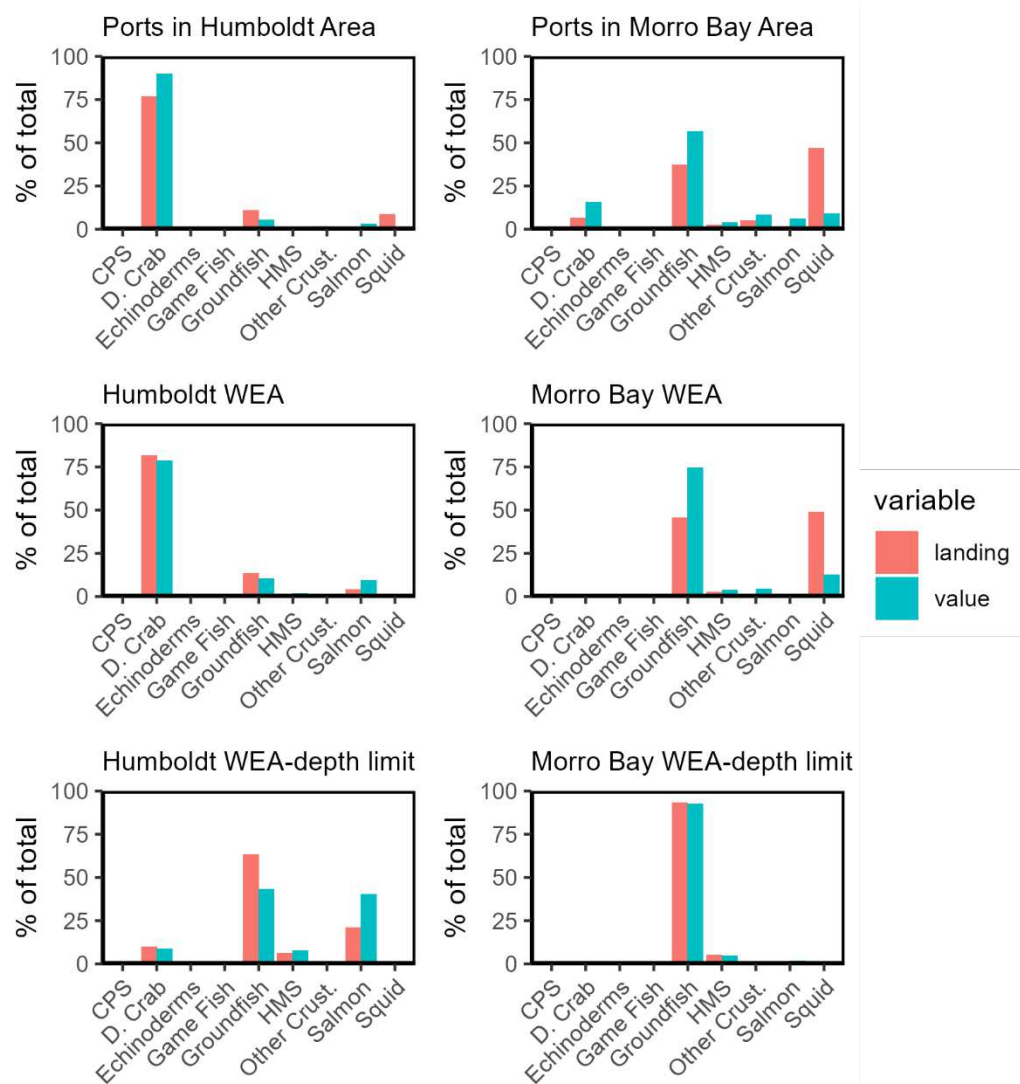 Ports in Humboldt Area
% of total
100
75
50
25
0
CPS
D. Crab
Echinoderms
Game Fish
Groundfish
HMS
Other Crust.
Salmon
Squid
Ports in Morro Bay Area
% of total
100
75
50
25
0
CPS
D. Crab
Echinoderms
Game Fish
Groundfish
HMS
Other Crust.
Salmon
Squid
Humboldt WEA
% of total
100
75
50
25
0
CPS
D. Crab
Echinoderms
Game Fish
Groundfish
HMS
Other Crust.
Salmon
Squid
Morro Bay WEA
% of total
100
75
50
25
0
CPS
D. Crab
Echinoderms
Game Fish
Groundfish
HMS
Other Crust.
Salmon
Squid
variable
landing
value
Humboldt WEA-depth limit
% of total
100
75
50
25
0
CPS
D. Crab
Echinoderms
Game Fish
Groundfish
HMS
Other Crust.
Salmon
Squid
Morro Bay WEA-depth limit
% of total
100
75
50
25
0
CPS
D. Crab
Echinoderms
Game Fish
Groundfish
HMS
Other Crust.
Salmon
Squid